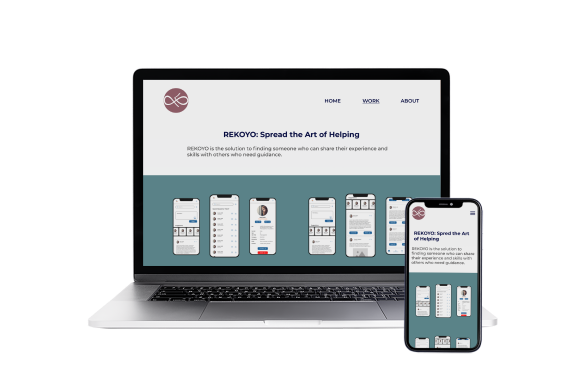 HOME WORK ABOUT
REKOYO: Spread the Art of Helping
REKOYO is the solution to finding someone who can share their experience and
skills with others who need guidance.
REKOYO: Spred the Art
of Helping
REKOYO is the solution to
finding someone who can share
their experience and skills with
others who need guidance.